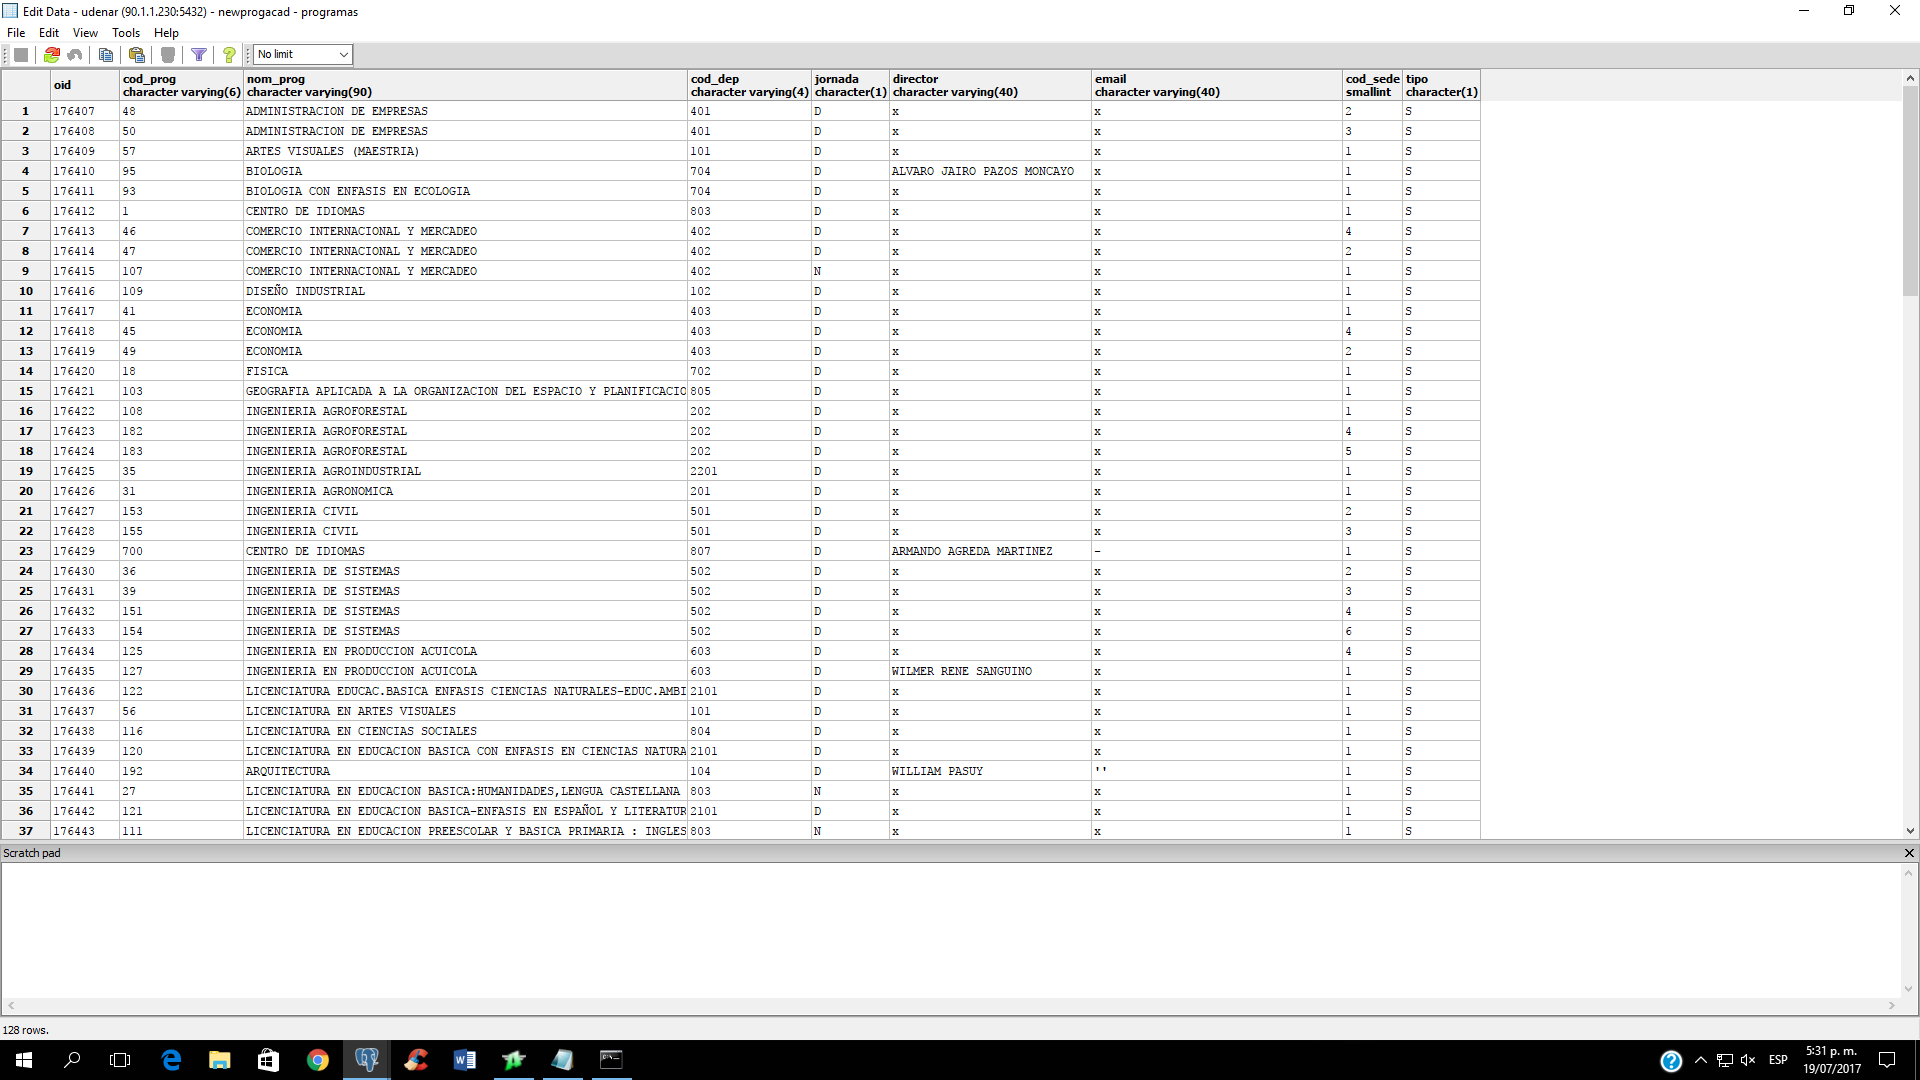 Edit Data - udenar (90.1.1.230:5432) - newprogacad - programas
File Edit View Tools Help
No limit
oid cod_prog character varying(6) nom_prog character varying(90) cod_dep character varying(4) jornada character(1) director character varying(40) email character varying(40) cod_sede smallint tipo character(1)
1 176407 48 ADMINISTRACION DE EMPRESAS 401 D x x 2 S
2 176408 50 ADMINISTRACION DE EMPRESAS 401 D x x 3 S
3 176409 57 ARTES VISUALES (MAESTRIA) 101 D x x 1 S
4 176410 95 BIOLOGIA 704 D ALVARO JAIRO PAZOS MONCAYO x 1 S
5 176411 93 BIOLOGIA CON ENFASIS EN ECOLOGIA 704 D x x 1 S
6 176412 1 CENTRO DE IDIOMAS 803 D x x 1 S
7 176413 46 COMERCIO INTERNACIONAL Y MERCADEO 402 D x x 4 S
8 176414 47 COMERCIO INTERNACIONAL Y MERCADEO 402 D x x 2 S
9 176415 107 COMERCIO INTERNACIONAL Y MERCADEO 402 N x x 1 S
10 176416 109 DISEÑO INDUSTRIAL 102 D x x 1 S
11 176417 41 ECONOMIA 403 D x x 1 S
12 176418 45 ECONOMIA 403 D x x 4 S
13 176419 49 ECONOMIA 403 D x x 2 S
14 176420 18 FISICA 702 D x x 1 S
15 176421 103 GEOGRAFIA APLICADA A LA ORGANIZACION DEL ESPACIO Y PLANIFICACIO 805 D x x 1 S
16 176422 108 INGENIERIA AGROFORESTAL 202 D x x 1 S
17 176423 182 INGENIERIA AGROFORESTAL 202 D x x 4 S
18 176424 183 INGENIERIA AGROFORESTAL 202 D x x 5 S
19 176425 35 INGENIERIA AGROINDUSTRIAL 2201 D x x 1 S
20 176426 31 INGENIERIA AGRONOMICA 201 D x x 1 S
21 176427 153 INGENIERIA CIVIL 501 D x x 2 S
22 176428 155 INGENIERIA CIVIL 501 D x x 3 S
23 176429 700 CENTRO DE IDIOMAS 807 D ARMANDO AGREDA MARTINEZ - 1 S
24 176430 36 INGENIERIA DE SISTEMAS 502 D x x 2 S
25 176431 39 INGENIERIA DE SISTEMAS 502 D x x 3 S
26 176432 151 INGENIERIA DE SISTEMAS 502 D x x 4 S
27 176433 154 INGENIERIA DE SISTEMAS 502 D x x 6 S
28 176434 125 INGENIERIA EN PRODUCCION ACUICOLA 603 D x x 4 S
29 176435 127 INGENIERIA EN PRODUCCION ACUICOLA 603 D WILMER RENE SANGUINO x 1 S
30 176436 122 LICENCIATURA EDUCAC.BASICA ENFASIS CIENCIAS NATURALES-EDUC.AMBI 2101 D x x 1 S
31 176437 56 LICENCIATURA EN ARTES VISUALES 101 D x x 1 S
32 176438 116 LICENCIATURA EN CIENCIAS SOCIALES 804 D x x 1 S
33 176439 120 LICENCIATURA EN EDUCACION BASICA CON ENFASIS EN CIENCIAS NATURA 2101 D x x 1 S
34 176440 192 ARQUITECTURA 104 D WILLIAM PASUY '' 1 S
35 176441 27 LICENCIATURA EN EDUCACION BASICA:HUMANIDADES,LENGUA CASTELLANA 803 N x x 1 S
36 176442 121 LICENCIATURA EN EDUCACION BASICA-ENFASIS EN ESPAÑOL Y LITERATUR 2101 D x x 1 S
37 176443 111 LICENCIATURA EN EDUCACION PREESCOLAR Y BASICA PRIMARIA : INGLES 803 N x x 1 S
Scratch pad
128 rows.
ESP
5:31 p. m.
19/07/2017